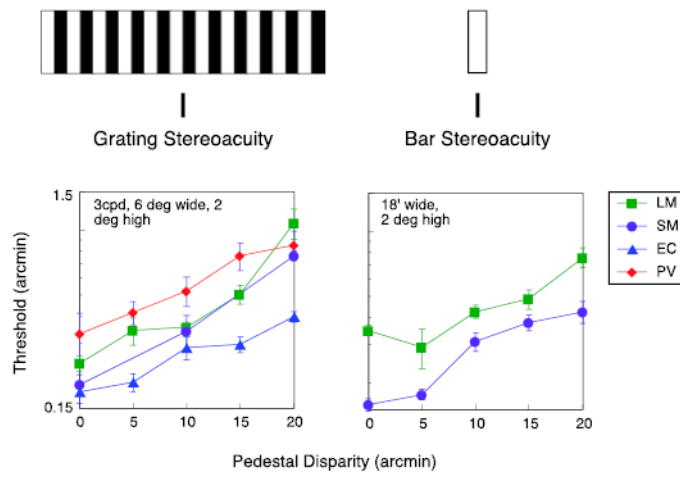 Grating Stereoacuity
Bar Stereoacuity
1.5
3cpd, 6 deg wide, 2
deg high
18' wide,
2 deg high
LM
SM
EC
PV
Threshold (arcmin)
0.15
0 5 10 15 20
0 5 10 15 20
Pedestal Disparity (arcmin)